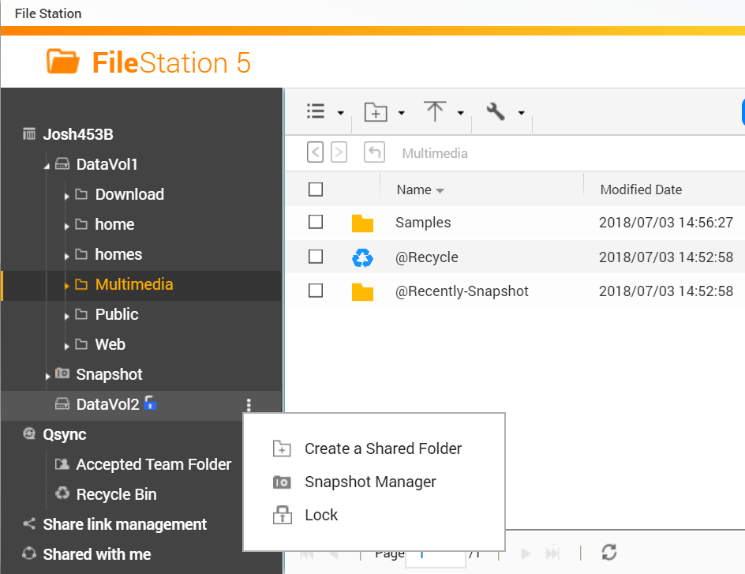 File Station
FileStation 5
Josh453B
DataVol1
Download
home
homes
Multimedia
Public
Web
Snapshot
DataVol2
Qsync
Accepted Team Folder
Recycle Bin
Share link management
Shared with me
Multimedia
Name Modified Date
Samples 2018/07/03 14:56:27
@Recycle 2018/07/03 14:52:58
@Recently-Snapshot 2018/07/03 14:52:58
Create a Shared Folder
Snapshot Manager
Lock
Page 1 /1